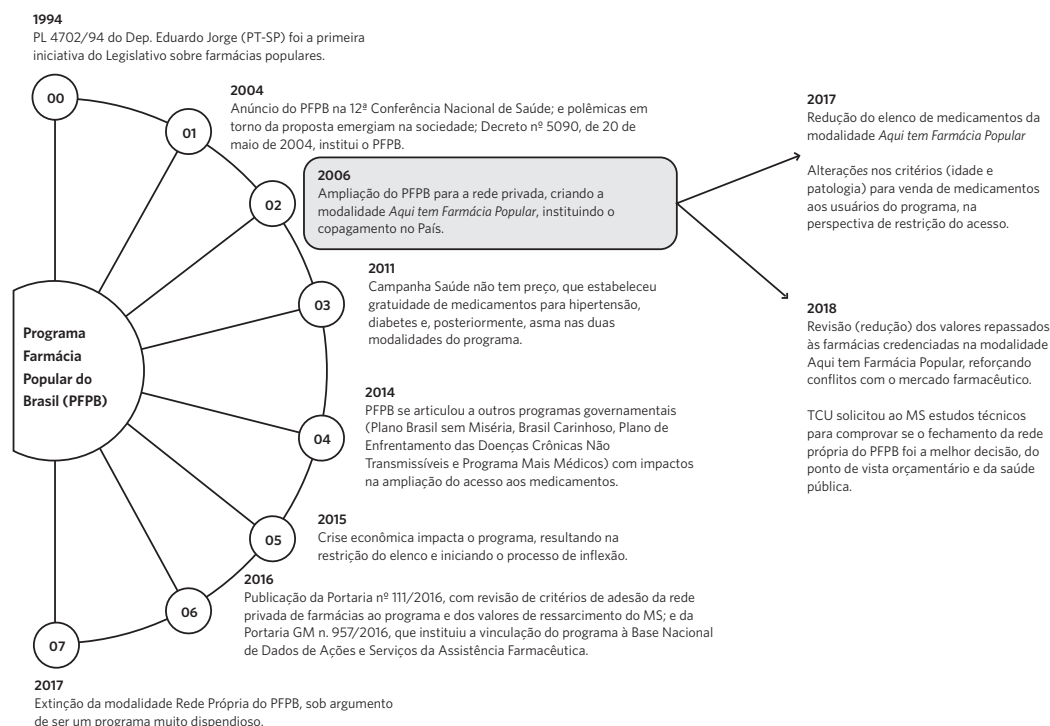 1994
PL 4702/94 do Dep. Eduardo Jorge (PT-SP) foi a primeira
iniciativa do Legislativo sobre farmácias populares.
00
2004
Anúncio do PFPB na 12ª Conferência Nacional de Saúde; e polêmicas em
torno da proposta emergiam na sociedade; Decreto nº 5090, de 20 de
maio de 2004, institui o PFPB.
01
2006
Ampliação do PFPB para a rede privada, criando a
modalidade Aqui tem Farmácia Popular, instituindo o
copagamento no País.
02
2011
Campanha Saúde não tem preço, que estabeleceu
gratuidade de medicamentos para hipertensão,
diabetes e, posteriormente, asma nas duas
modalidades do programa.
03
Programa
Farmácia
Popular do
Brasil (PFPB)
2014
PFPB se articulou a outros programas governamentais
(Plano Brasil sem Miséria, Brasil Carinhoso, Plano de
Enfrentamento das Doenças Crônicas Não
Transmissíveis e Programa Mais Médicos) com impactos
na ampliação do acesso aos medicamentos.
04
2015
Crise econômica impacta o programa, resultando na
restrição do elenco e iniciando o processo de inflexão.
05
2016
Publicação da Portaria nº 111/2016, com revisão de critérios de adesão da rede
privada de farmácias ao programa e dos valores de ressarcimento do MS; e da
Portaria GM n. 957/2016, que instituiu a vinculação do programa à Base Nacional
de Dados de Ações e Serviços da Assistência Farmacêutica.
06
07
2017
Extinção da modalidade Rede Própria do PFPB, sob argumento
de ser um programa muito dispendioso.
2017
Redução do elenco de medicamentos da
modalidade Aqui tem Farmácia Popular
Alterações nos critérios (idade e
patologia) para venda de medicamentos
aos usuários do programa, na
perspectiva de restrição do acesso.
2018
Revisão (redução) dos valores repassados
às farmácias credenciadas na modalidade
Aqui tem Farmácia Popular, reforçando
conflitos com o mercado farmacêutico.
TCU solicitou ao MS estudos técnicos
para comprovar se o fechamento da rede
própria do PFPB foi a melhor decisão, do
ponto de vista orçamentário e da saúde
pública.